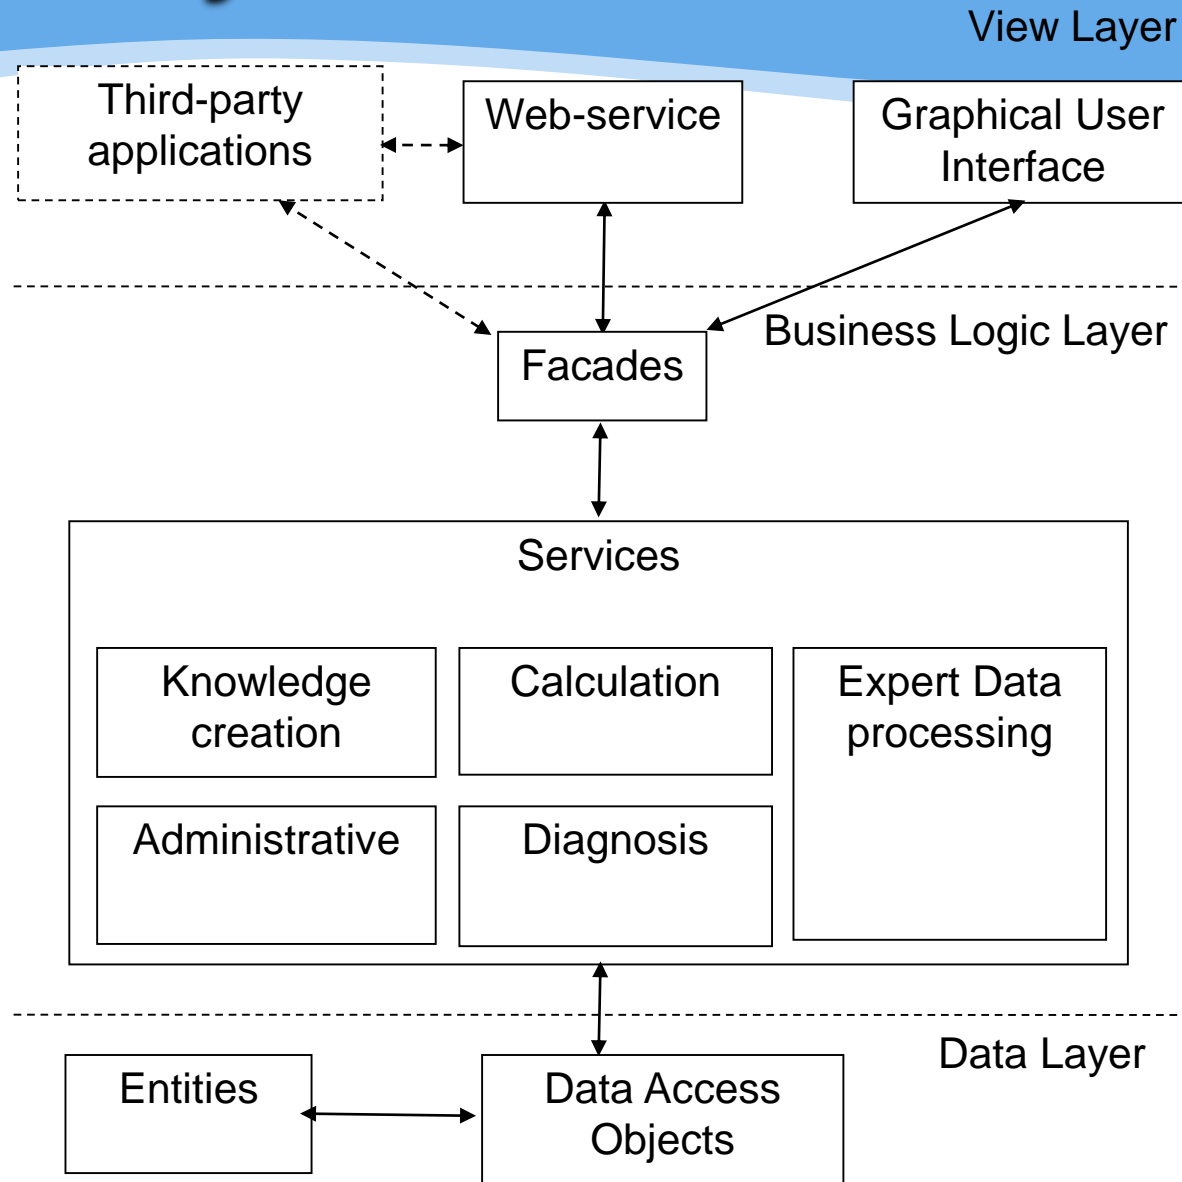 View Layer
Third-party
applications
Web-service
Graphical User
Interface
Business Logic Layer
Facades
Services
Knowledge
creation
Calculation
Expert Data
processing
Administrative
Diagnosis
Data Layer
Entities
Data Access
Objects